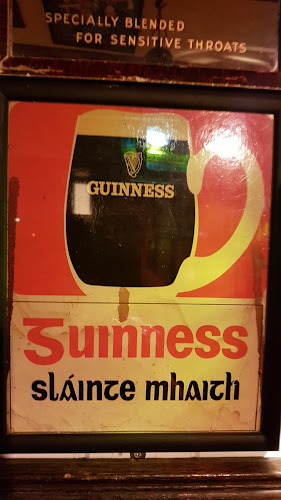 SPECIALLY BLENDED
FOR SENSITIVE THROATS
GUINNESS
Guinness
sláinte mhaith